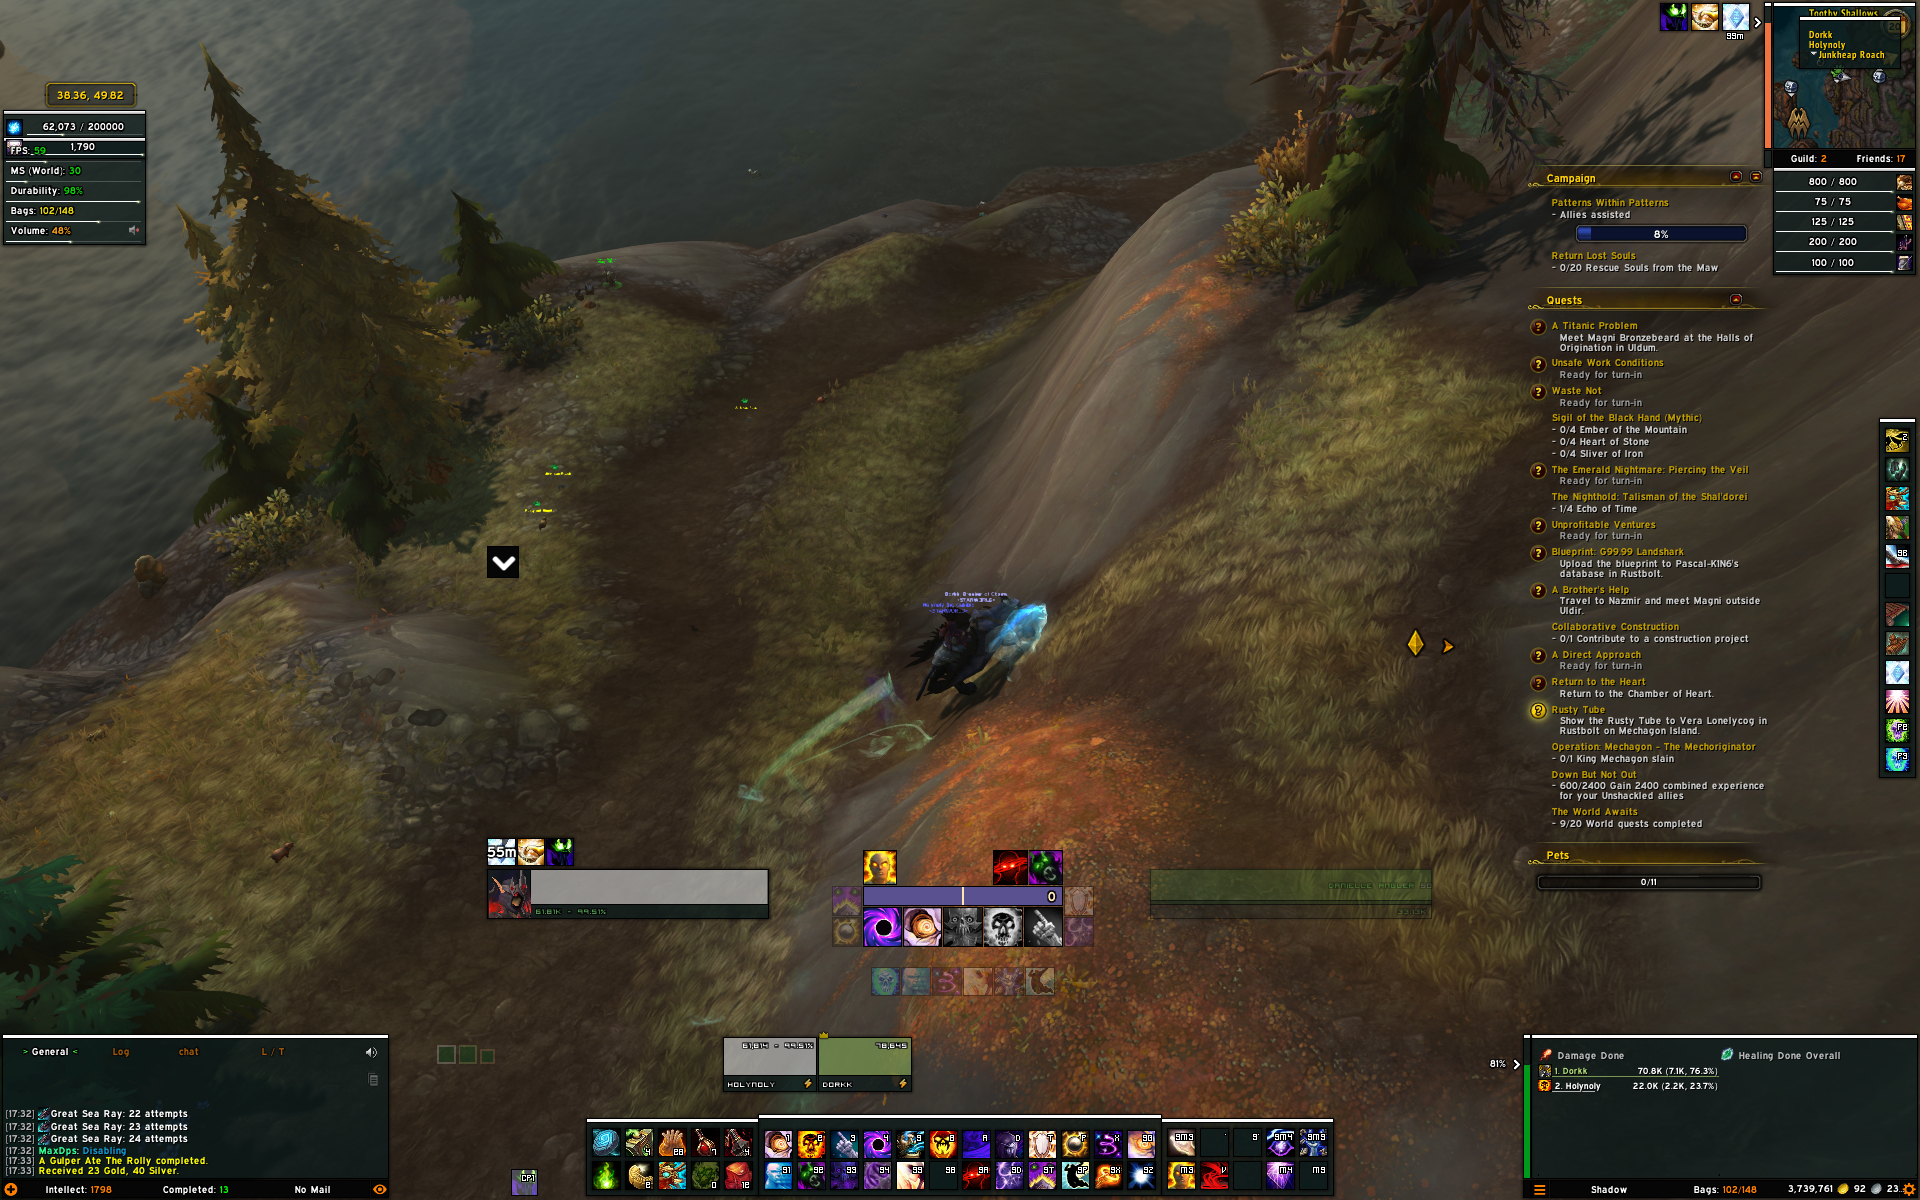 38.36, 49.82
62,073 / 200000
1,790
FPS: 59
MS (World): 30
Durability: 98%
Bags: 102/148
Volume: 48%
99m
Toothy Shallows
Dorkk
Holynoly
Junkheap Roach
Guild: 2 Friends: 17
800 / 800
75 / 75
125 / 125
200 / 200
100 / 100
Campaign
Patterns Within Patterns
- Allies assisted
8%
Return Lost Souls
- 0/20 Rescue Souls from the Maw
Quests
A Titanic Problem
Meet Magni Bronzebeard at the Halls of
Origination in Uldum.
Unsafe Work Conditions
Ready for turn-in
Waste Not
Ready for turn-in
Sigil of the Black Hand (Mythic)
- 0/4 Ember of the Mountain
- 0/4 Heart of Stone
- 0/4 Sliver of Iron
The Emerald Nightmare: Piercing the Veil
Ready for turn-in
The Nighthold: Talisman of the Shal'dorei
- 1/4 Echo of Time
Unprofitable Ventures
Ready for turn-in
Blueprint: G99.99 Landshark
Upload the blueprint to Pascal-K1N6's
database in Rustbolt.
A Brother's Help
Travel to Nazmir and meet Magni outside
Uldir.
Collaborative Construction
- 0/1 Contribute to a construction project
A Direct Approach
Ready for turn-in
Return to the Heart
Return to the Chamber of Heart.
Rusty Tube
Show the Rusty Tube to Vera Lonelycog in
Rustbolt on Mechagon Island.
Operation: Mechagon - The Mechoriginator
- 0/1 King Mechagon slain
Down But Not Out
- 600/2400 Gain 2400 combined experience
for your Unshackled allies
The World Awaits
- 9/20 World quests completed
Pets
0/11
55m
61.81K - 99.51%
0
61,814 - 99.51%
HOLYNOLY
78,645
DORKK
> General < Log chat L / T
[17:32] Great Sea Ray: 22 attempts
[17:32] Great Sea Ray: 23 attempts
[17:32] Great Sea Ray: 24 attempts
[17:32] MaxDps: Disabling
[17:33] A Gulper Ate The Rolly completed.
[17:33] Received 23 Gold, 40 Silver.
Intellect: 1798 Completed: 13 No Mail
CP1
81%
Damage Done Healing Done Overall
1. Dorkk 70.8K (7.1K, 76.3%)
2. Holynoly 22.0K (2.2K, 23.7%)
Shadow Bags: 102/148 3,739,761 92 23